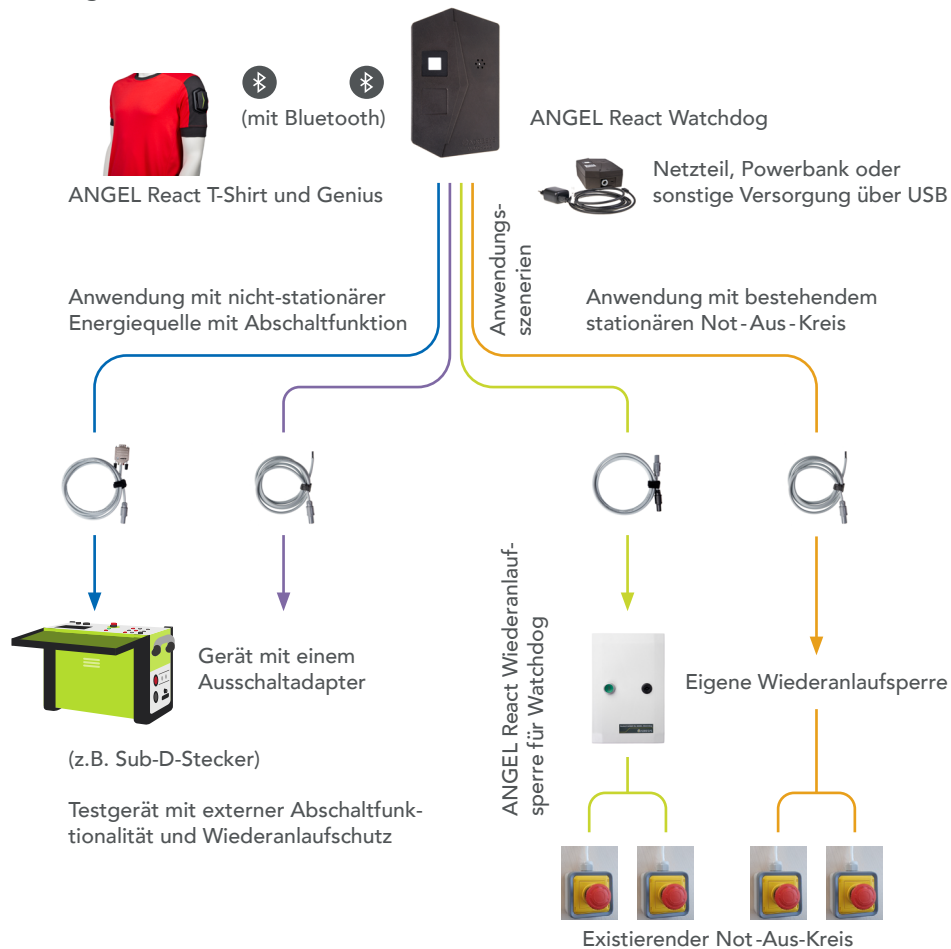 (mit Bluetooth)
ANGEL React Watchdog
ANGEL React T-Shirt und Genius
Netzteil, Powerbank oder
sonstige Versorgung über USB
Anwendungs-
szenerien
Anwendung mit nicht-stationärer
Energiequelle mit Abschaltfunktion
Anwendung mit bestehendem
stationären Not-Aus-Kreis
Gerät mit einem
Ausschaltadapter
(z.B. Sub-D-Stecker)
Testgerät mit externer Abschaltfunk-
tionalität und Wiederanlaufschutz
ANGEL React Wiederanlauf-
sperre für Watchdog
Eigene Wiederanlaufsperre
Existierender Not-Aus-Kreis